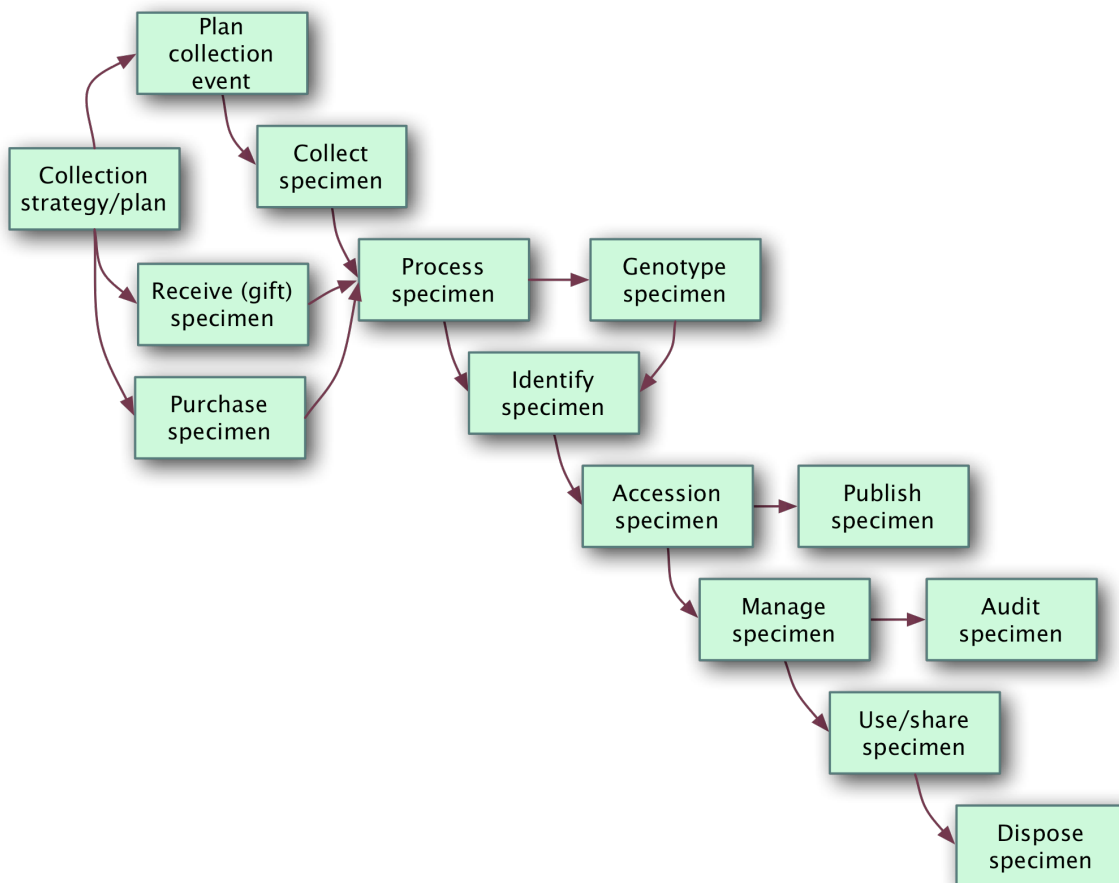 Plan
collection
event
Collect
specimen
Collection
strategy/plan
Process
specimen
Genotype
specimen
Receive (gift)
specimen
Identify
specimen
Purchase
specimen
Accession
specimen
Publish
specimen
Manage
specimen
Audit
specimen
Use/share
specimen
Dispose
specimen